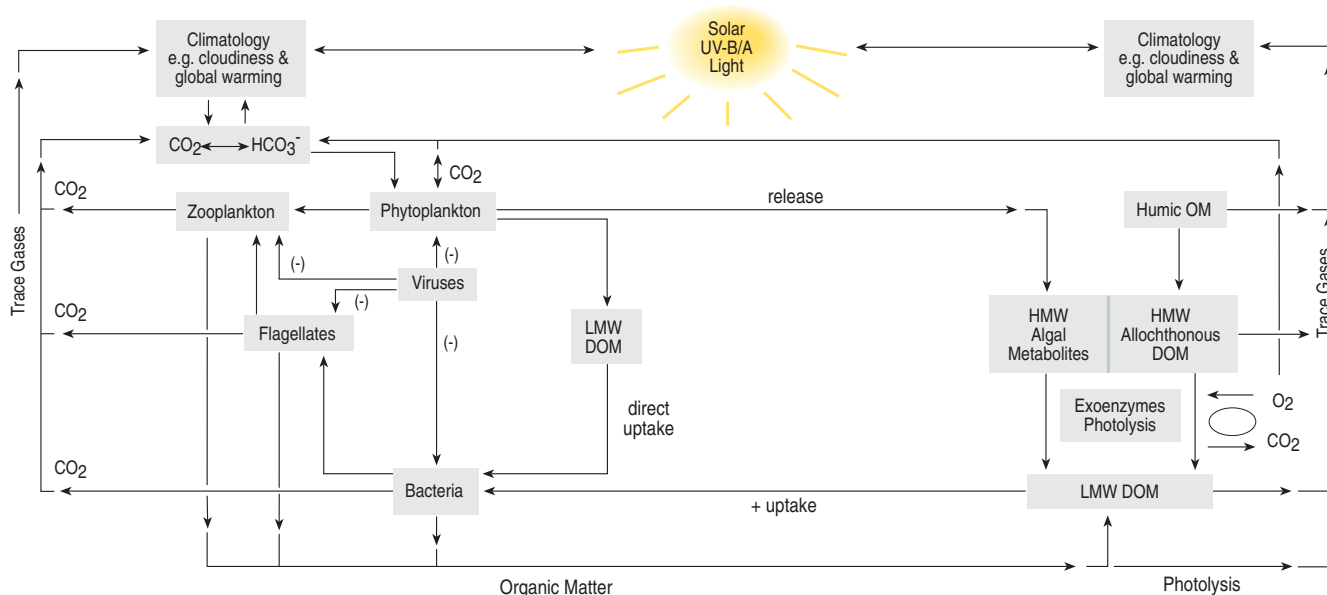 Climatology
e.g. cloudiness &
global warming
Solar
UV-B/A
Light
Climatology
e.g. cloudiness &
global warming
CO2
HCO3-
CO2
CO2
Zooplankton
Phytoplankton
release
Humic OM
Trace Gases
(-)
Viruses
(-)
CO2
Flagellates
(-)
LMW
DOM
HMW
Algal
Metabolites
HMW
Allochthonous
DOM
Trace Gases
direct
uptake
Exoenzymes
Photolysis
O2
CO2
CO2
Bacteria
+ uptake
LMW DOM
Organic Matter
Photolysis